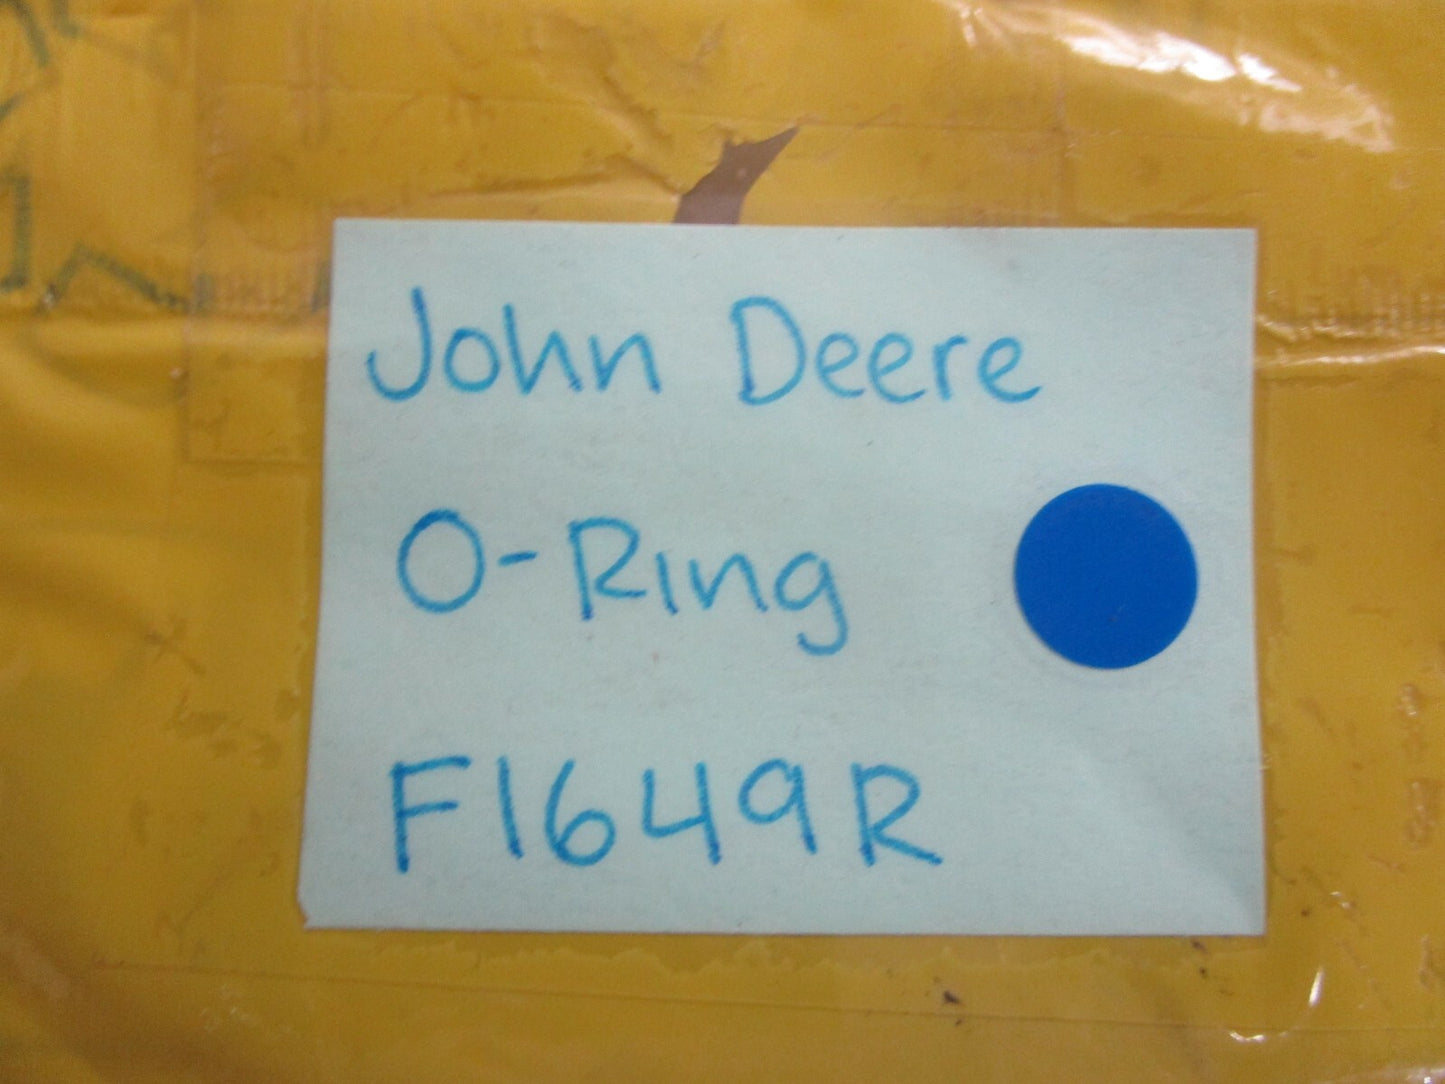 John Deere
O-Ring
F1649R